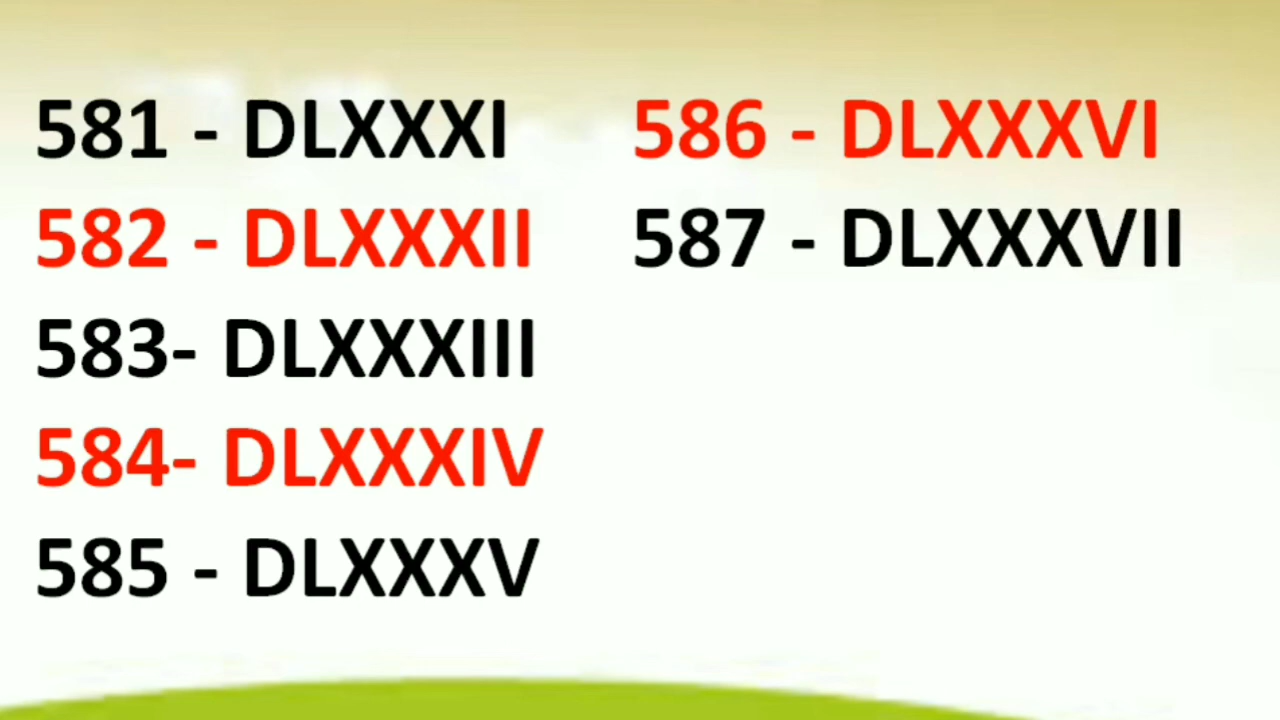 581 - DLXXXI
582 - DLXXXII
583- DLXXXIII
584- DLXXXIV
585 - DLXXXV
586 - DLXXXVI
587 - DLXXXVII